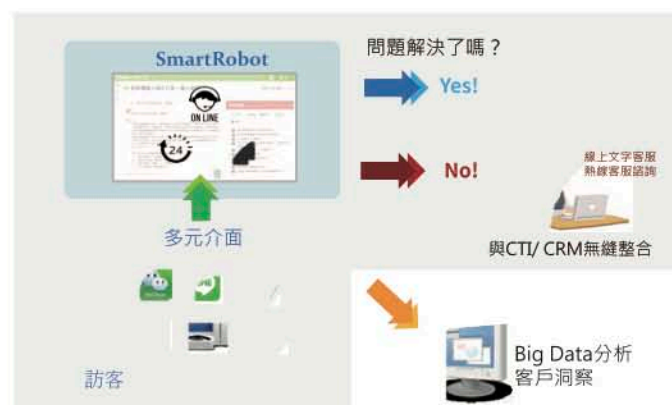 SmartRobot
ON LINE
24
問題解決了嗎？
Yes!
No!
線上文字客服
熱線客服諮詢
與CTI/ CRM無縫整合
多元介面
訪客
Big Data分析
客戶洞察